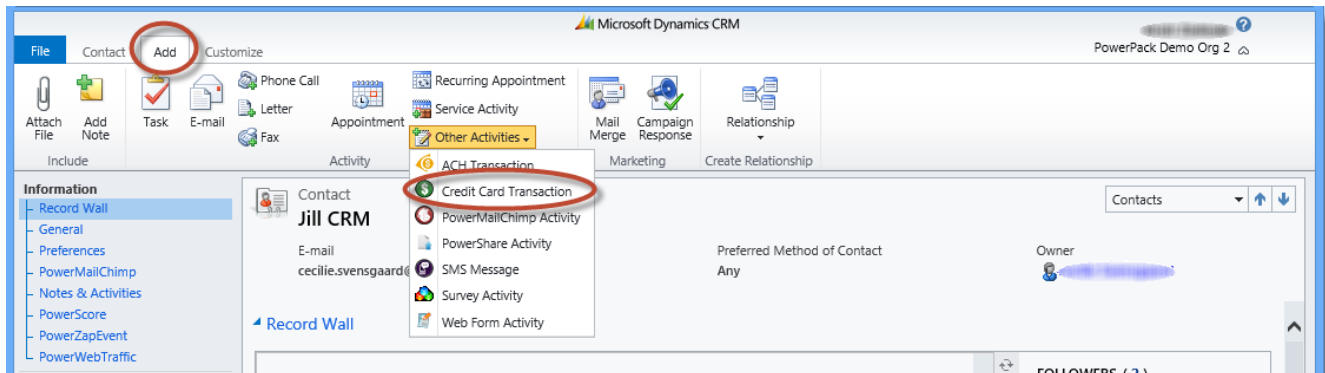 Microsoft Dynamics CRM
File Contact Add Customize
PowerPack Demo Org 2
Attach File
Add Note
Task
E-mail
Phone Call
Letter
Fax
Appointment
Recurring Appointment
Service Activity
Other Activities
Mail Merge
Campaign Response
Relationship
Include
Activity
Marketing
Create Relationship
ACH Transaction
Credit Card Transaction
PowerMailChimp Activity
PowerShare Activity
SMS Message
Survey Activity
Web Form Activity
Information
Record Wall
General
Preferences
PowerMailChimp
Notes & Activities
PowerScore
PowerZapEvent
PowerWebTraffic
Contact
Jill CRM
Contacts
E-mail
cecilie.svensgaard@
Preferred Method of Contact
Any
Owner
Record Wall
FOLLOWERS ( 2 )